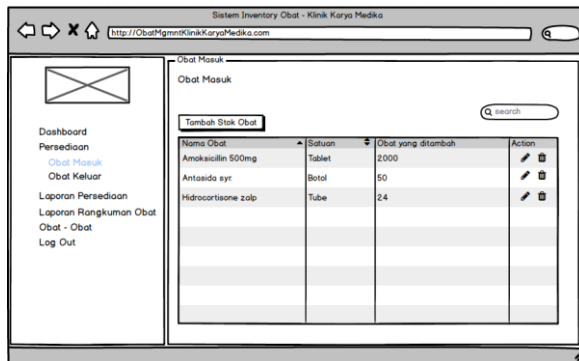 Sistem Inventory Obat - Klinik Karya Medika
http://ObatMgmntKlinikKaryaMedika.com
Obat Masuk
Obat Masuk
search
Tambah Stok Obat
Dashboard
Persediaan
Obat Masuk
Obat Keluar
Laporan Persediaan
Laporan Rangkuman Obat
Obat - Obat
Log Out
Nama Obat Satuan Obat yang ditambah Action
Amoksicillin 500mg Tablet 2000
Antasida syr. Botol 50
Hidrocortisone zalp Tube 24